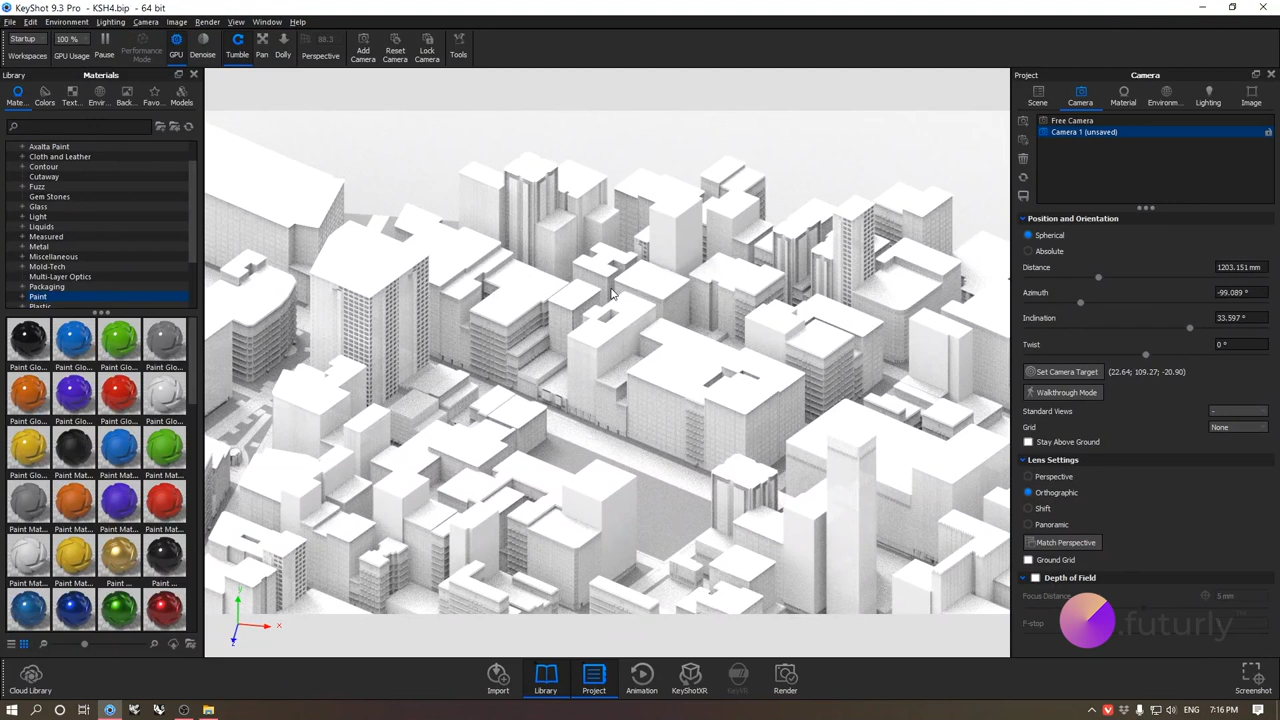 KeyShot 9.3 Pro - KSH4.bip - 64 bit
File Edit Environment Lighting Camera Image Render View Window Help
Startup 100 % 88.3
Workspaces GPU Usage Pause Performance Mode GPU Denoise Tumble Pan Dolly Perspective Add Camera Reset Camera Lock Camera Tools
Library Materials
Mate... Colors Text... Envir... Back... Favo... Models
Axalta Paint
Cloth and Leather
Contour
Cutaway
Fuzz
Gem Stones
Glass
Light
Liquids
Measured
Metal
Miscellaneous
Mold-Tech
Multi-Layer Optics
Packaging
Paint
Plastic
Paint Glo... Paint Glo... Paint Glo... Paint Glo...
Paint Glo... Paint Glo... Paint Glo... Paint Glo...
Paint Glo... Paint Mat... Paint Mat... Paint Mat...
Paint Mat... Paint Mat... Paint Mat... Paint Mat...
Paint Mat... Paint Mat... Paint ... Paint Mat...
x
y
z
Project Camera
Scene Camera Material Environm... Lighting Image
Free Camera
Camera 1 (unsaved)
Position and Orientation
Spherical
Absolute
Distance 1203.151 mm
Azimuth -99.089 °
Inclination 33.597 °
Twist 0 °
Set Camera Target (22.64; 109.27; -20.90)
Walkthrough Mode
Standard Views -
Grid None
Stay Above Ground
Lens Settings
Perspective
Orthographic
Shift
Panoramic
Match Perspective
Ground Grid
Depth of Field
Focus Distance 5 mm
F-stop
.futurly
Cloud Library
Import Library Project Animation KeyShotXR KeyVR Render
Screenshot
7:16 PM